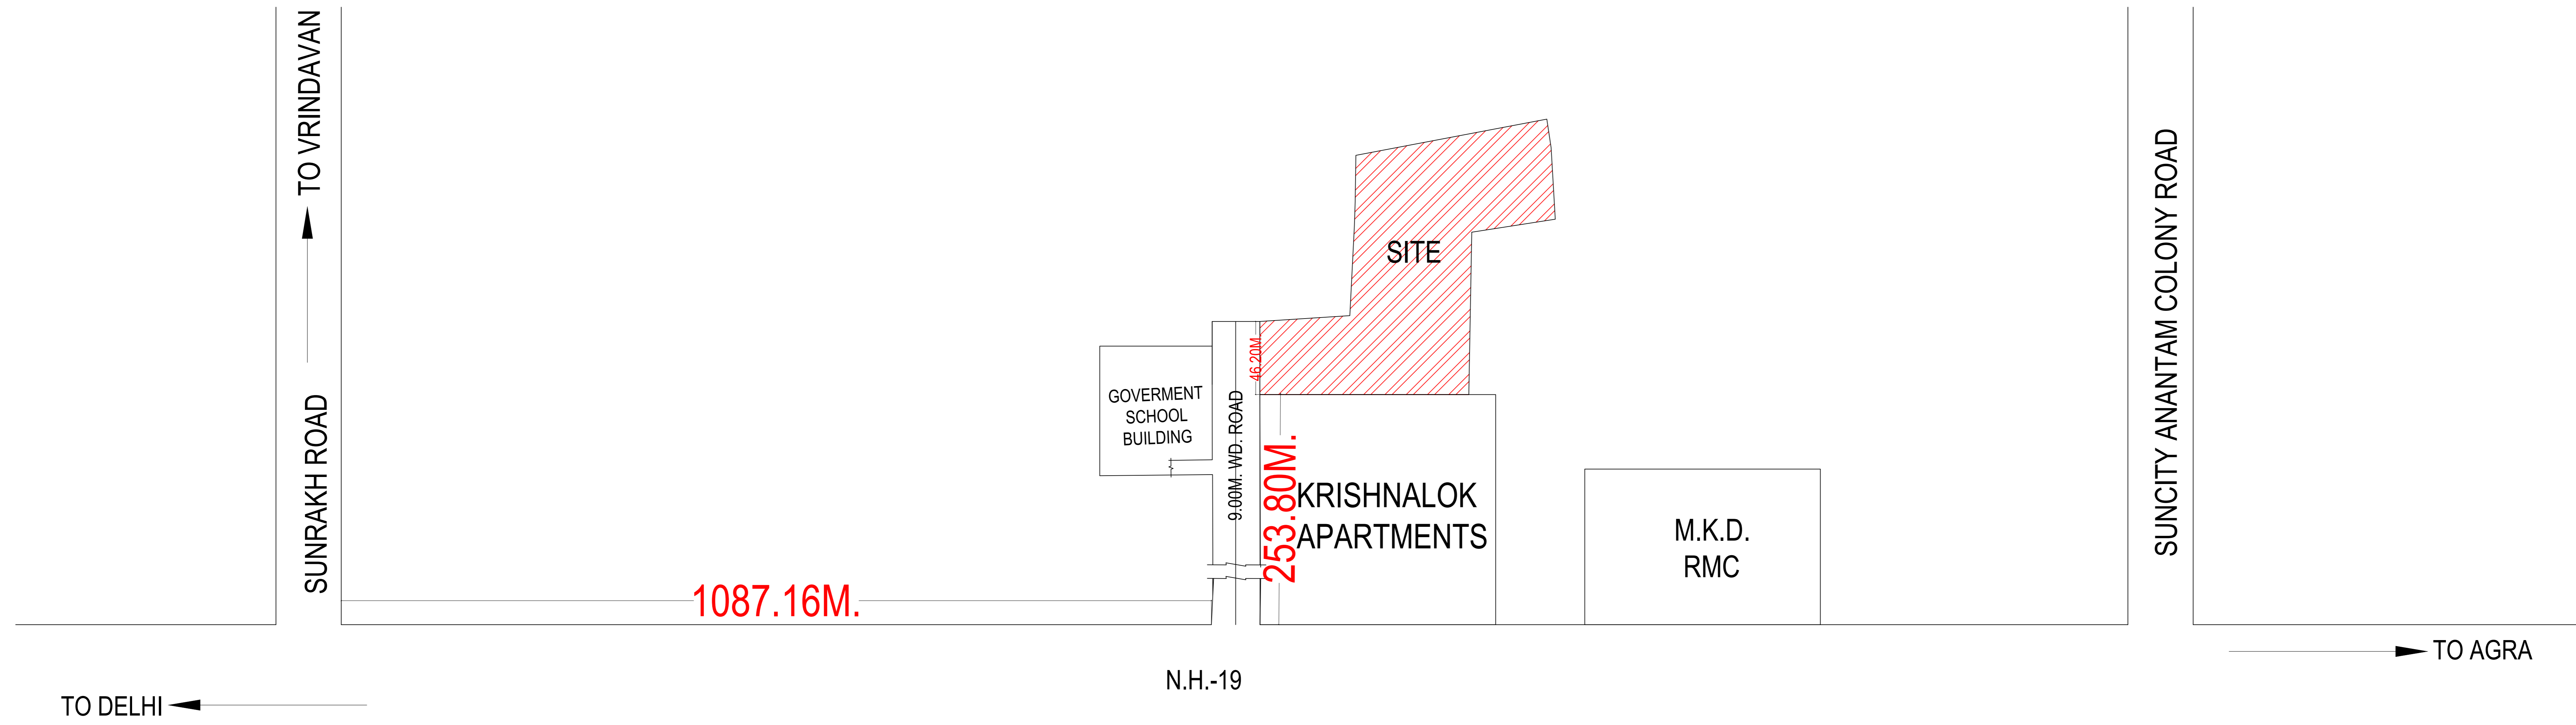 TO VRINDAVAN
SUNRAKH ROAD
1087.16M.
GOVERMENT
SCHOOL
BUILDING
9.00M. WD. ROAD
46.20M.
253.80M.
SITE
KRISHNALOK
APARTMENTS
M.K.D.
RMC
SUNCITY ANANTAM COLONY ROAD
TO AGRA
N.H.-19
TO DELHI